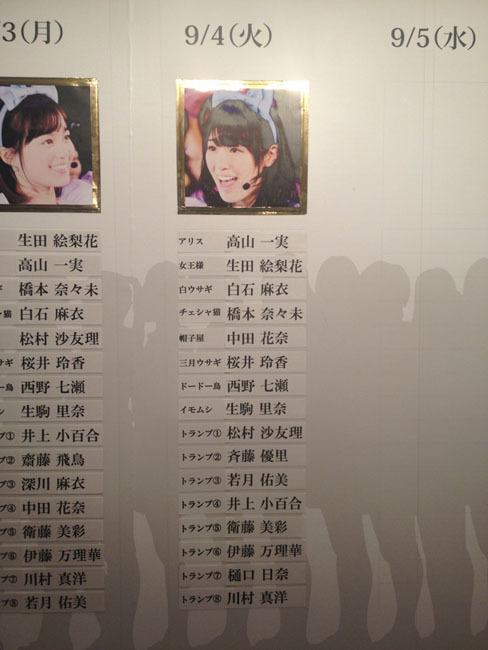 /3(月)
生田 絵梨花
高山 一実
橋本 奈々未
猫 白石 麻衣
松村 沙友理
サギ 桜井 玲香
ー鳥 西野 七瀬
シ 生駒 里奈
プ① 井上 小百合
プ② 齋藤 飛鳥
プ③ 深川 麻衣
プ④ 中田 花奈
プ⑤ 衛藤 美彩
プ⑥ 伊藤 万理華
プ⑦ 川村 真洋
プ⑧ 若月 佑美
9/4(火)
アリス 高山 一実
女王様 生田 絵梨花
白ウサギ 白石 麻衣
チェシャ猫 橋本 奈々未
帽子屋 中田 花奈
三月ウサギ 桜井 玲香
ドードー鳥 西野 七瀬
イモムシ 生駒 里奈
トランプ① 松村 沙友理
トランプ② 斉藤 優里
トランプ③ 若月 佑美
トランプ④ 井上 小百合
トランプ⑤ 衛藤 美彩
トランプ⑥ 伊藤 万理華
トランプ⑦ 樋口 日奈
トランプ⑧ 川村 真洋
9/5(水)